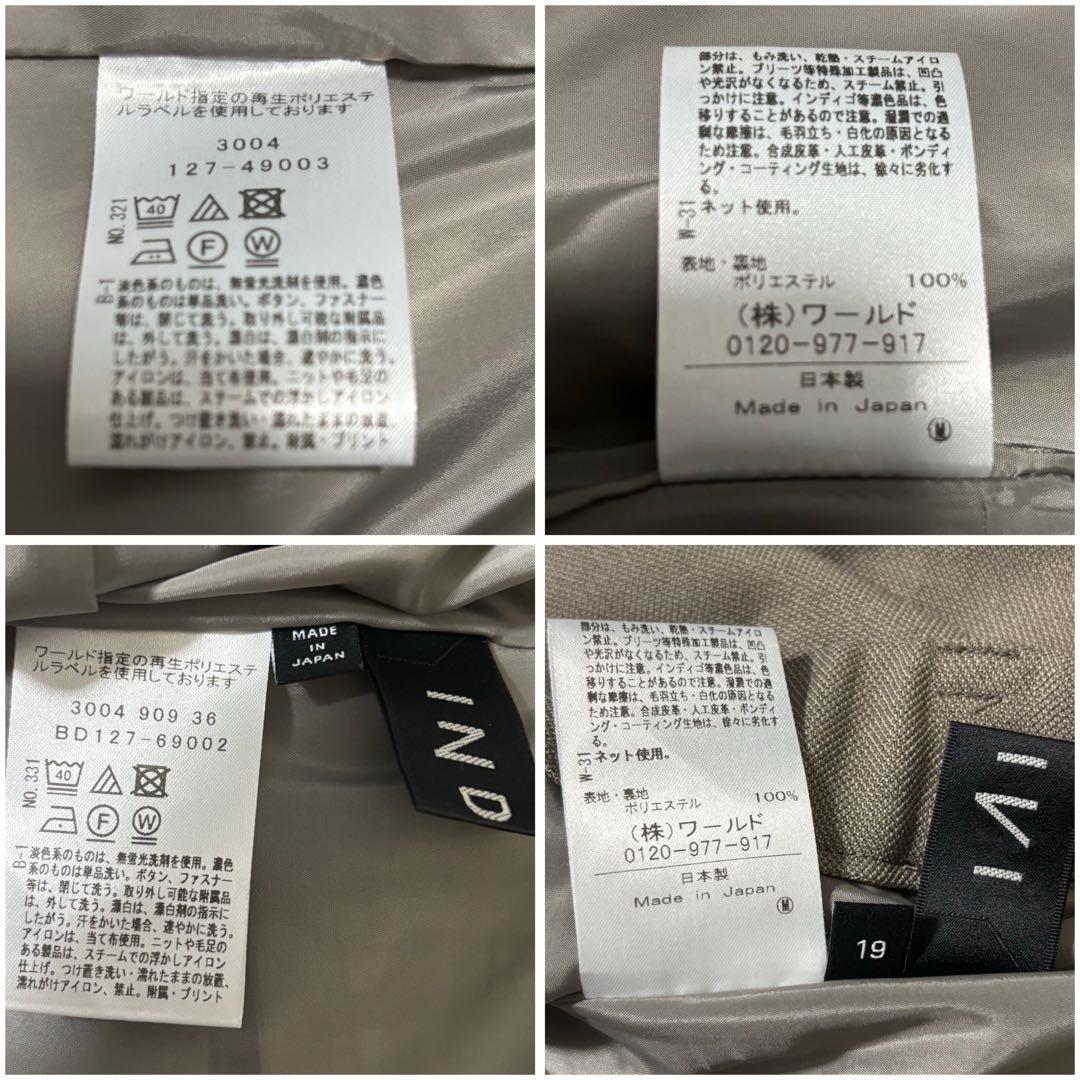 ワールド指定の再生ポリエステ
ルラベルを使用しております
3004
127-49003
NO.321
40
F
W
B-1
淡色系のものは、無蛍光洗剤を使用。濃色
系のものは単品洗い。ボタン、ファスナー
等は、閉じて洗う。取り外し可能な附属品
は、外して洗う。漂白は、漂白剤の指示に
したがう。汗をかいた場合、速やかに洗う。
アイロンは、当て布使用。ニットや毛足の
ある製品は、スチームでの浮かしアイロン
仕上げ。つけ置き洗い・濡れたままの放置、
濡れがけアイロン、禁止。附属・プリント
部分は、もみ洗い、乾熱・スチームアイロ
ン禁止。プリーツ等特殊加工製品は、凹凸
や光沢がなくなるため、スチーム禁止。引
っかけに注意。インディゴ等濃色品は、色
移りすることがあるので注意。湿潤での過
剰な摩擦は、毛羽立ち・白化の原因となる
ため注意。合成皮革・人工皮革・ボンディ
ング・コーティング生地は、徐々に劣化す
る。
W-31
ネット使用。
表地・裏地
ポリエステル 100%
(株)ワールド
0120-977-917
日本製
Made in Japan
M
ワールド指定の再生ポリエステ
ルラベルを使用しております
3004 909 36
BD127-69002
NO.331
40
F
W
B-1
淡色系のものは、無蛍光洗剤を使用。濃色
系のものは単品洗い。ボタン、ファスナー
等は、閉じて洗う。取り外し可能な附属品
は、外して洗う。漂白は、漂白剤の指示に
したがう。汗をかいた場合、速やかに洗う。
アイロンは、当て布使用。ニットや毛足の
ある製品は、スチームでの浮かしアイロン
仕上げ。つけ置き洗い・濡れたままの放置、
濡れがけアイロン、禁止。附属・プリント
MADE
IN
JAPAN
IND
部分は、もみ洗い、乾熱・スチームアイロ
ン禁止。プリーツ等特殊加工製品は、凹凸
や光沢がなくなるため、スチーム禁止。引
っかけに注意。インディゴ等濃色品は、色
移りすることがあるので注意。湿潤での過
剰な摩擦は、毛羽立ち・白化の原因となる
ため注意。合成皮革・人工皮革・ボンディ
ング・コーティング生地は、徐々に劣化す
る。
W-31
ネット使用。
表地・裏地
ポリエステル 100%
(株)ワールド
0120-977-917
日本製
Made in Japan
M
19